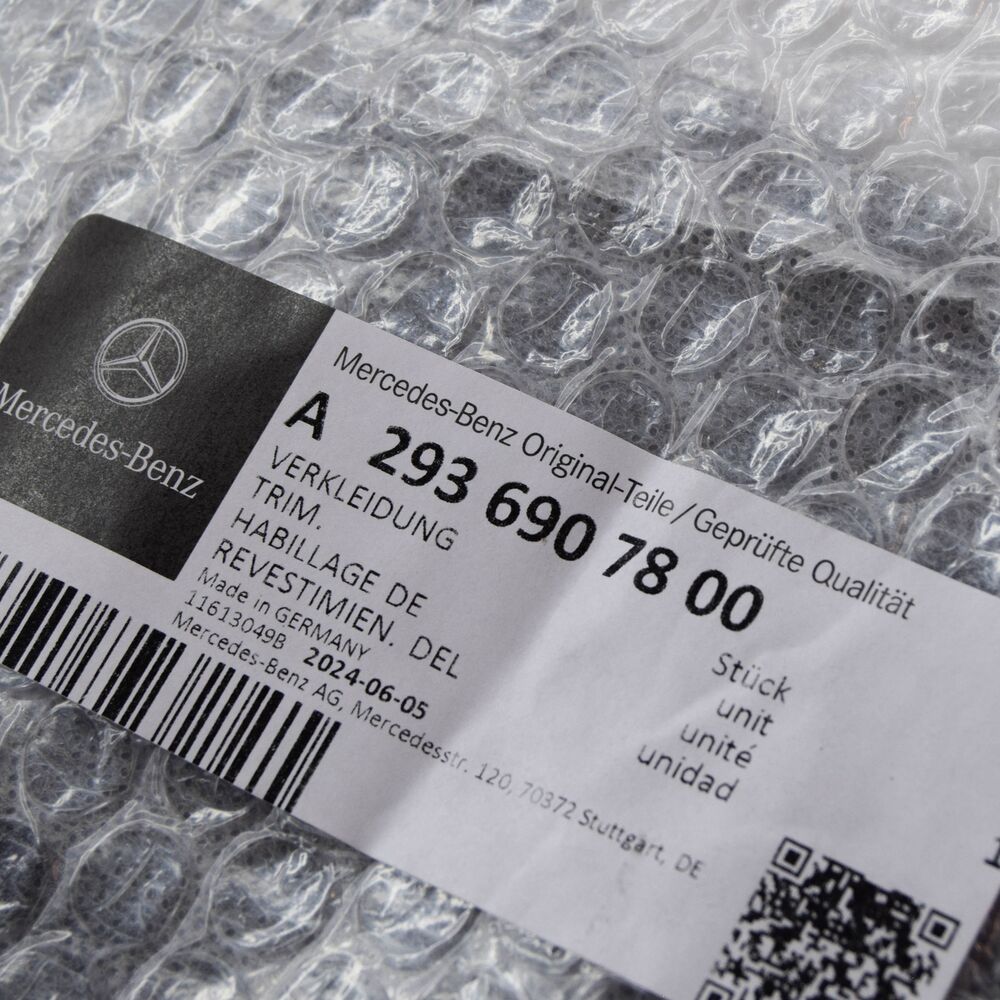 Mercedes-Benz
Mercedes-Benz Original-Teile / Geprüfte Qualität
A 293 690 78 00
VERKLEIDUNG
TRIM.
HABILLAGE DE
REVESTIMIEN. DEL
Made in GERMANY
11613049B 2024-06-05
Mercedes-Benz AG, Mercedesstr. 120, 70372 Stuttgart, DE
Stück
unit
unité
unidad